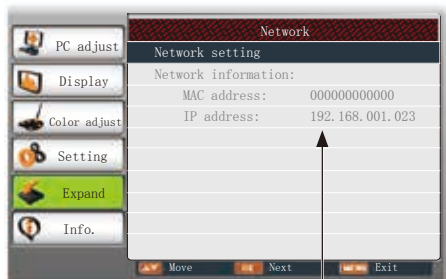 Network
PC adjust
Network setting
Display
Network information:
MAC address: 000000000000
Color adjust
IP address: 192.168.001.023
Setting
Expand
Info.
Move
Next
MENU Exit